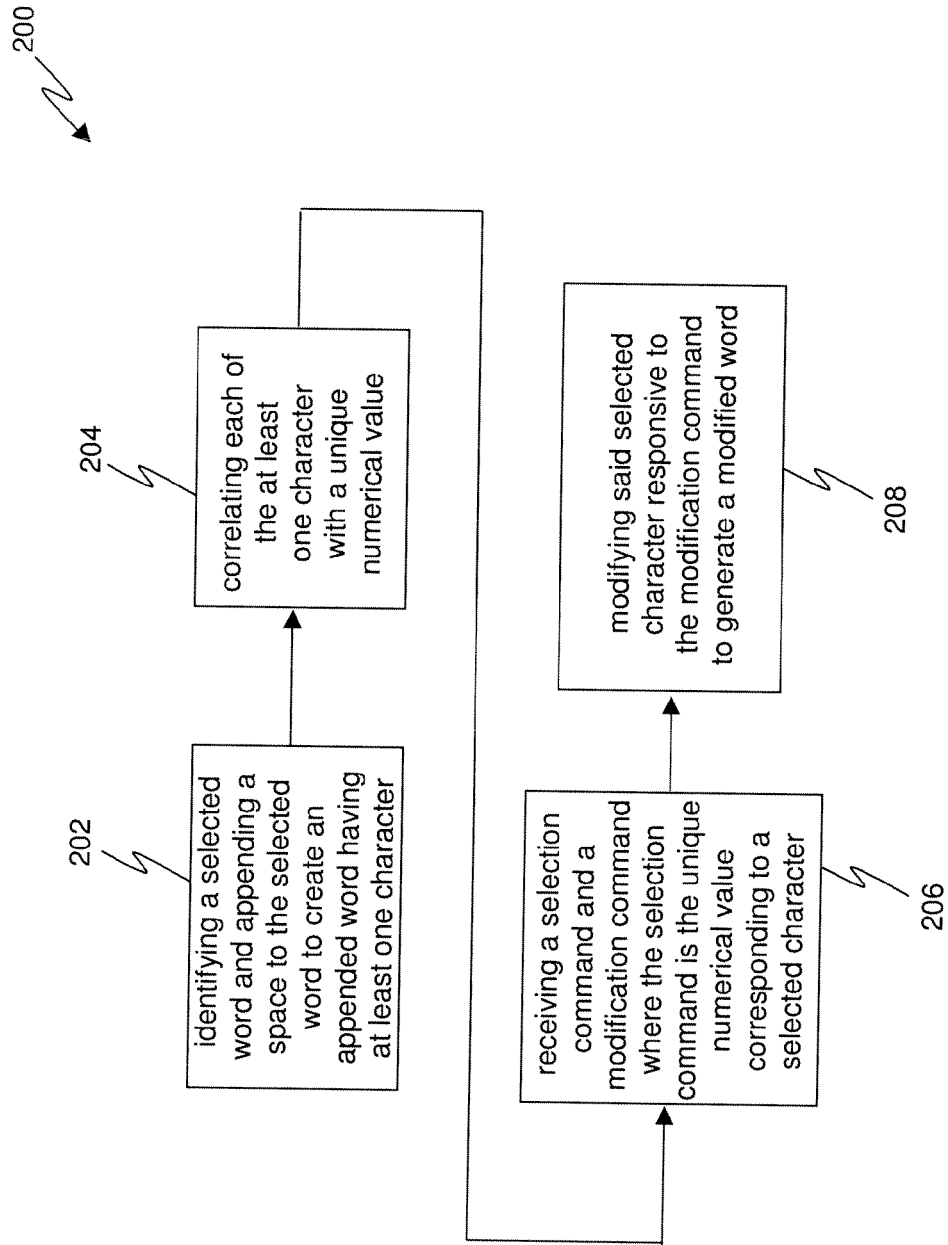 200
202
identifying a selected
word and appending a
space to the selected
word to create an
appended word having
at least one character
204
correlating each of
the at least
one character
with a unique
numerical value
receiving a selection
command and a
modification command
where the selection
command is the unique
numerical value
corresponding to a
selected character
206
modifying said selected
character responsive to
the modification command
to generate a modified word
208